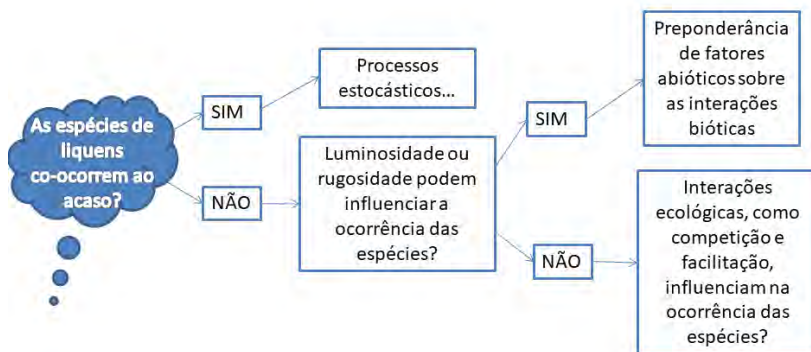 As espécies de
liquens
co-ocorrem ao
acaso?
SIM
NÃO
Processos
estocásticos...
Luminosidade ou
rugosidade podem
influenciar a
ocorrência das
espécies?
SIM
NÃO
Preponderância
de fatores
abióticos sobre
as interações
bióticas
Interações
ecológicas, como
competição e
facilitação,
influenciam na
ocorrência das
espécies?